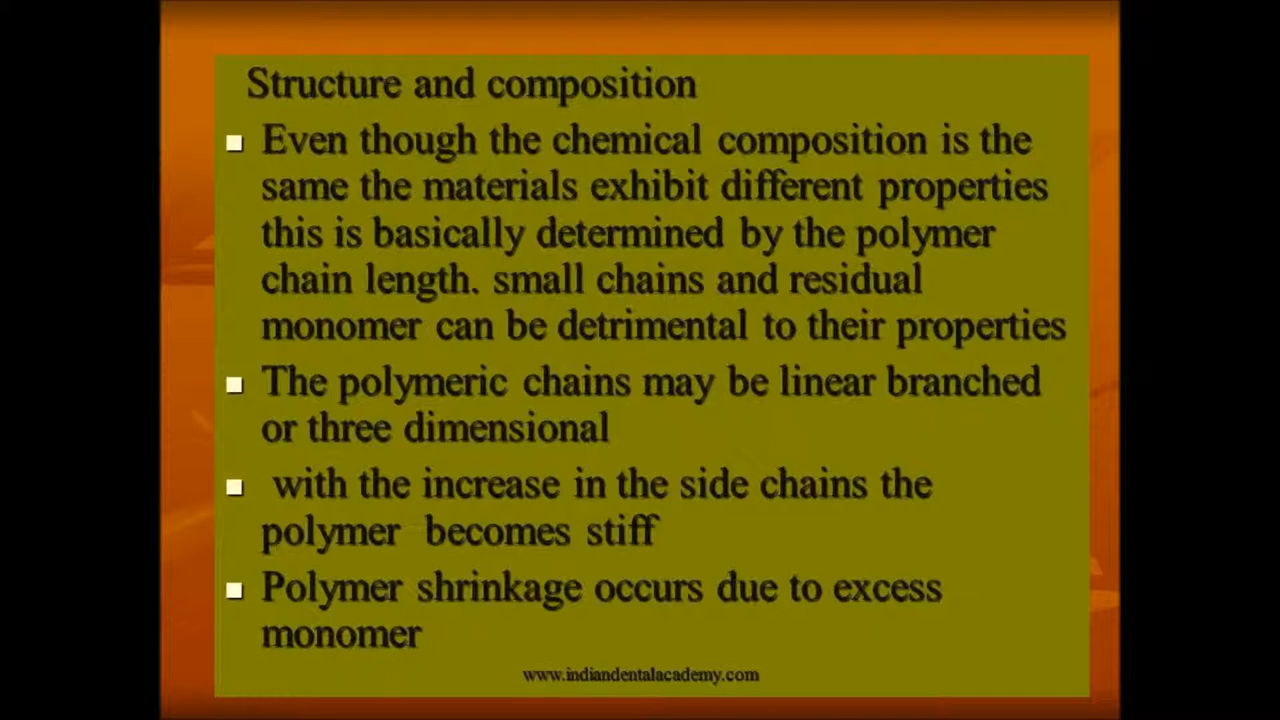 Structure and composition
Even though the chemical composition is the
same the materials exhibit different properties
this is basically determined by the polymer
chain length. small chains and residual
monomer can be detrimental to their properties
The polymeric chains may be linear branched
or three dimensional
with the increase in the side chains the
polymer becomes stiff
Polymer shrinkage occurs due to excess
monomer
www.indiandentalacademy.com